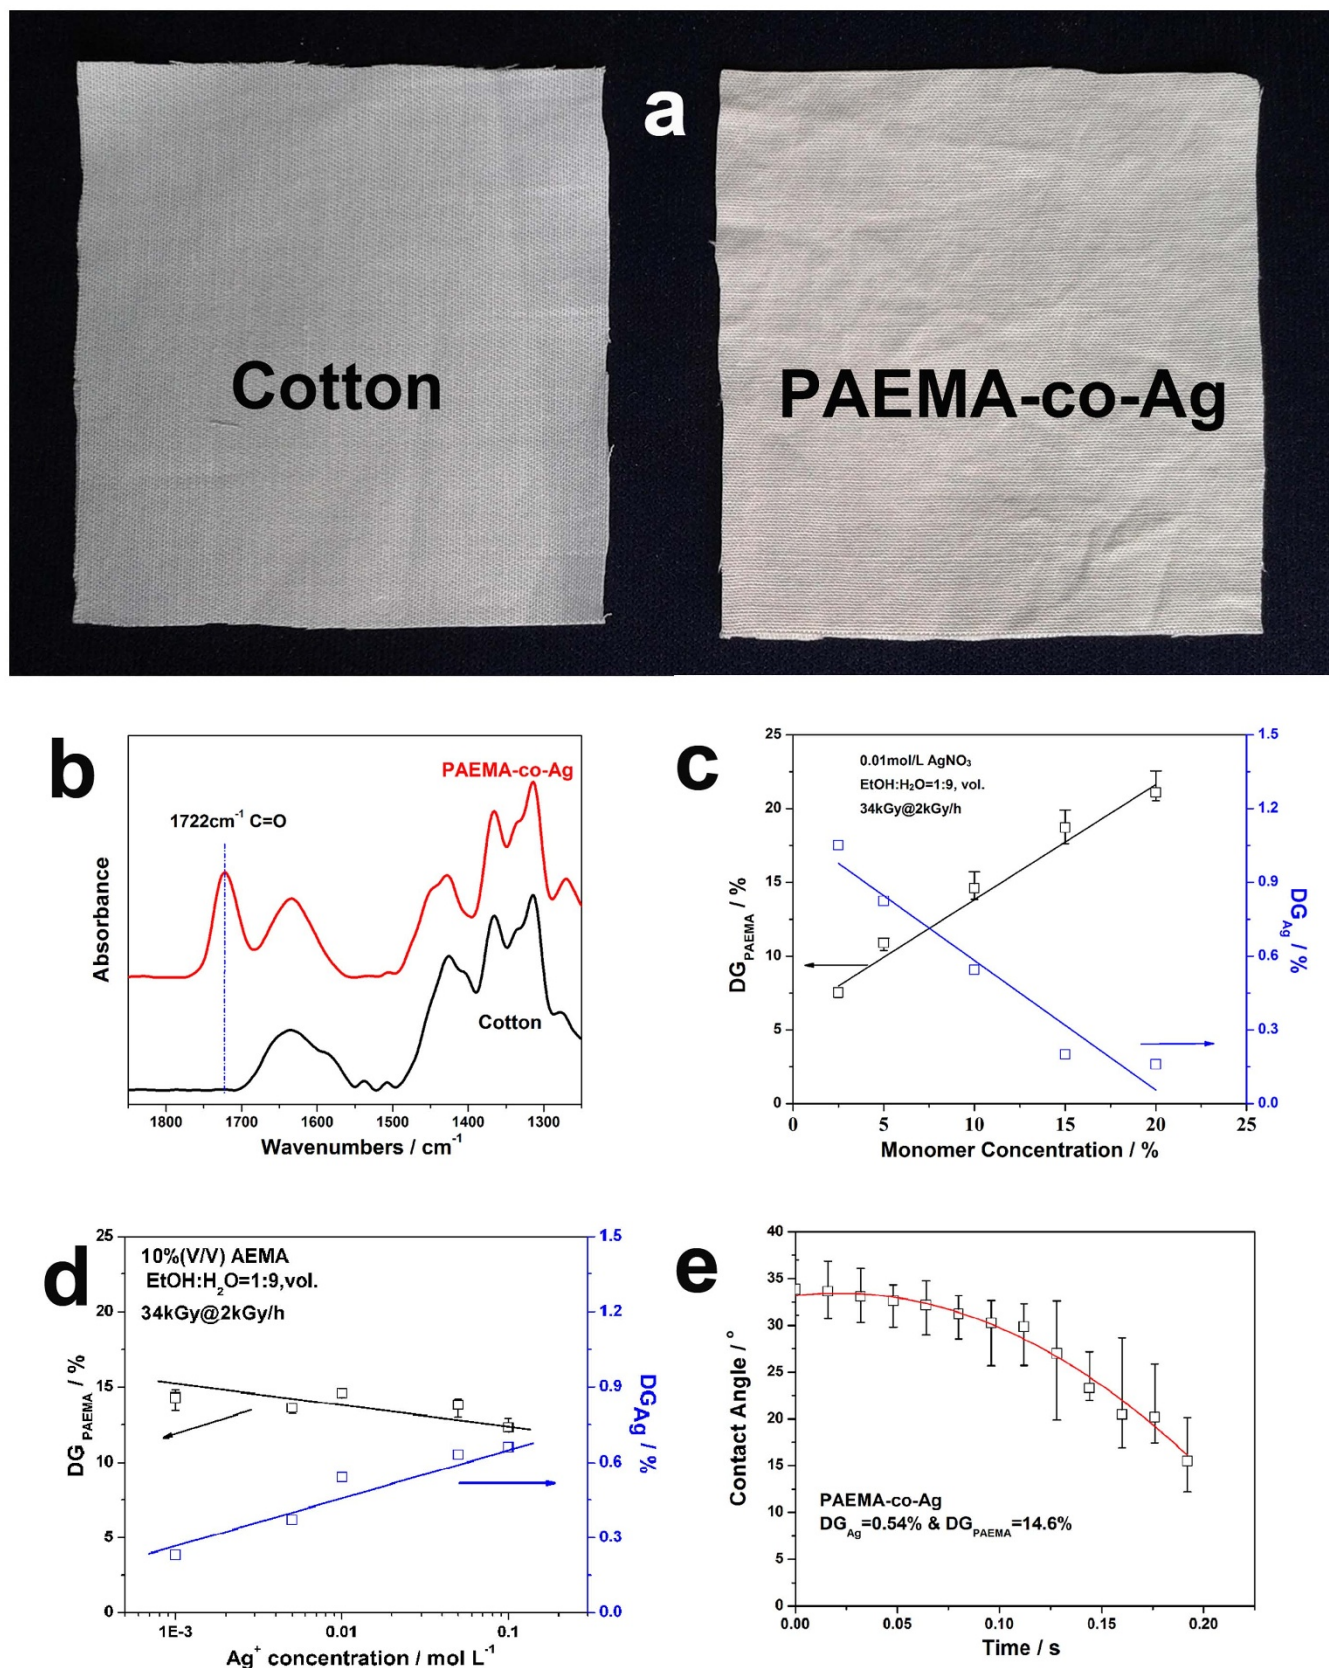 a
Cotton
PAEMA-co-Ag
b
PAEMA-co-Ag
1722cm⁻¹ C=O
Cotton
Absorbance
1800 1700 1600 1500 1400 1300
Wavenumbers / cm⁻¹
c
0.01mol/L AgNO₃
EtOH:H₂O=1:9, vol.
34kGy@2kGy/h
25
20
15
10
5
0
DG_PAEMA / %
1.5
1.2
0.9
0.6
0.3
0.0
DG_Ag / %
0 5 10 15 20 25
Monomer Concentration / %
d
10%(V/V) AEMA
EtOH:H₂O=1:9,vol.
34kGy@2kGy/h
25
20
15
10
5
0
DG PAEMA / %
1.5
1.2
0.9
0.6
0.3
0.0
DGAg / %
1E-3 0.01 0.1
Ag⁺ concentration / mol L⁻¹
e
40
35
30
25
20
15
10
5
0
Contact Angle / °
PAEMA-co-Ag
DG_Ag=0.54% & DG_PAEMA=14.6%
0.00 0.05 0.10 0.15 0.20
Time / s